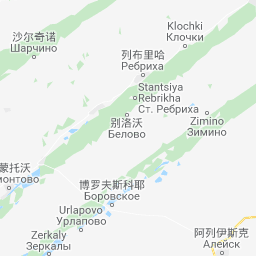 Klochki
Клочки
沙尔奇诺
Шарчино
列布里哈
Ребриха
Stantsiya
Rebrikha
Ст. Ребриха
别洛沃
Белово
Zimino
Зимино
蒙托沃
монтово
博罗夫斯科耶
Боровское
Urlapovo
Урлапово
Zerkaly
Зеркалы
阿列伊斯克
Алейск